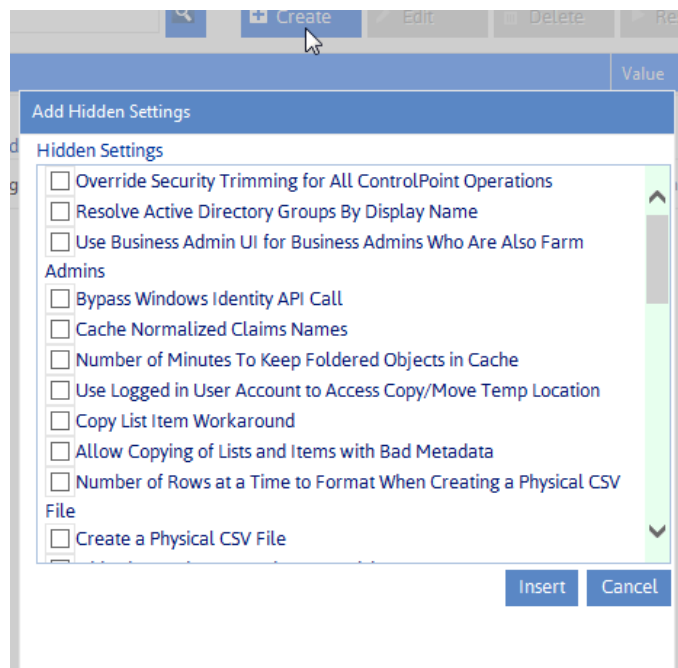 Create Edit Delete Re
Value
Add Hidden Settings
d
Hidden Settings
g
Override Security Trimming for All ControlPoint Operations
Resolve Active Directory Groups By Display Name
Use Business Admin UI for Business Admins Who Are Also Farm
Admins
Bypass Windows Identity API Call
Cache Normalized Claims Names
Number of Minutes To Keep Foldered Objects in Cache
Use Logged in User Account to Access Copy/Move Temp Location
Copy List Item Workaround
Allow Copying of Lists and Items with Bad Metadata
Number of Rows at a Time to Format When Creating a Physical CSV
File
Create a Physical CSV File
Insert Cancel